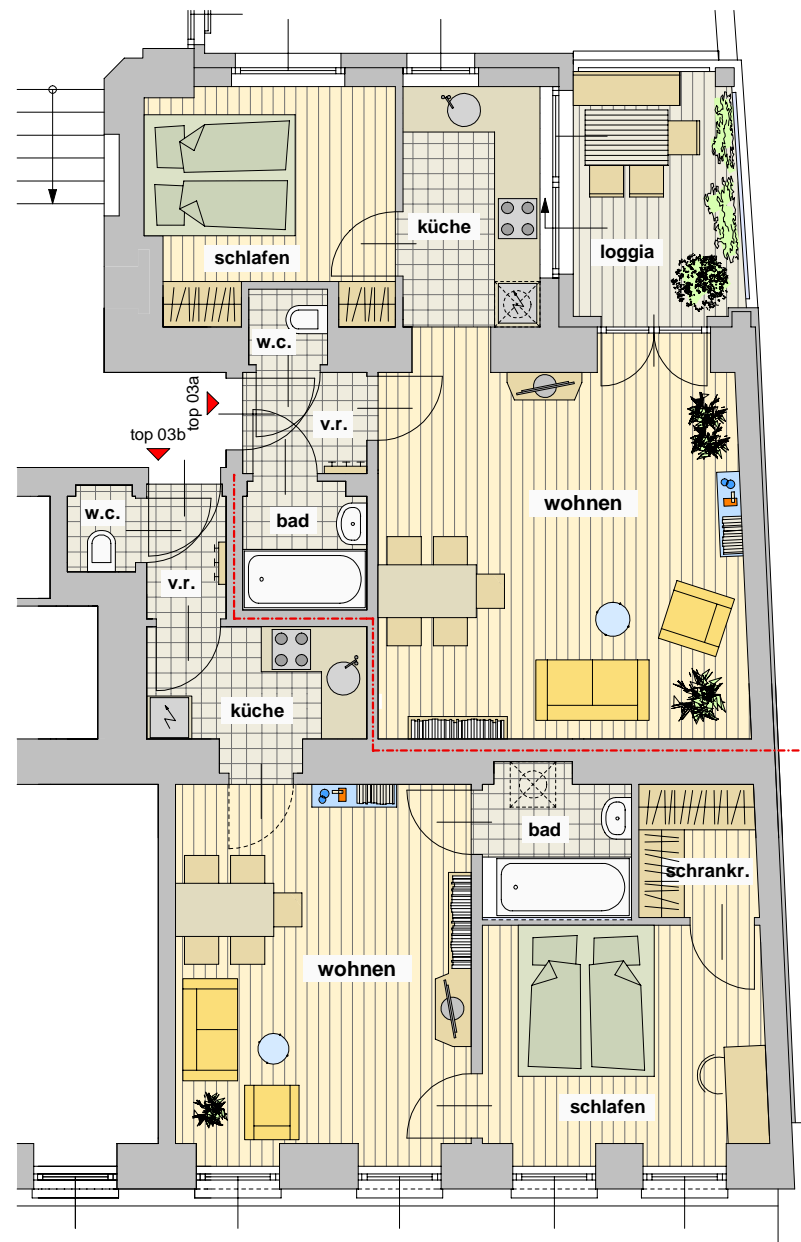 küche
schlafen
loggia
w.c.
top 03a
v.r.
top 03b
wohnen
w.c.
bad
v.r.
küche
bad
schrankr.
wohnen
schlafen